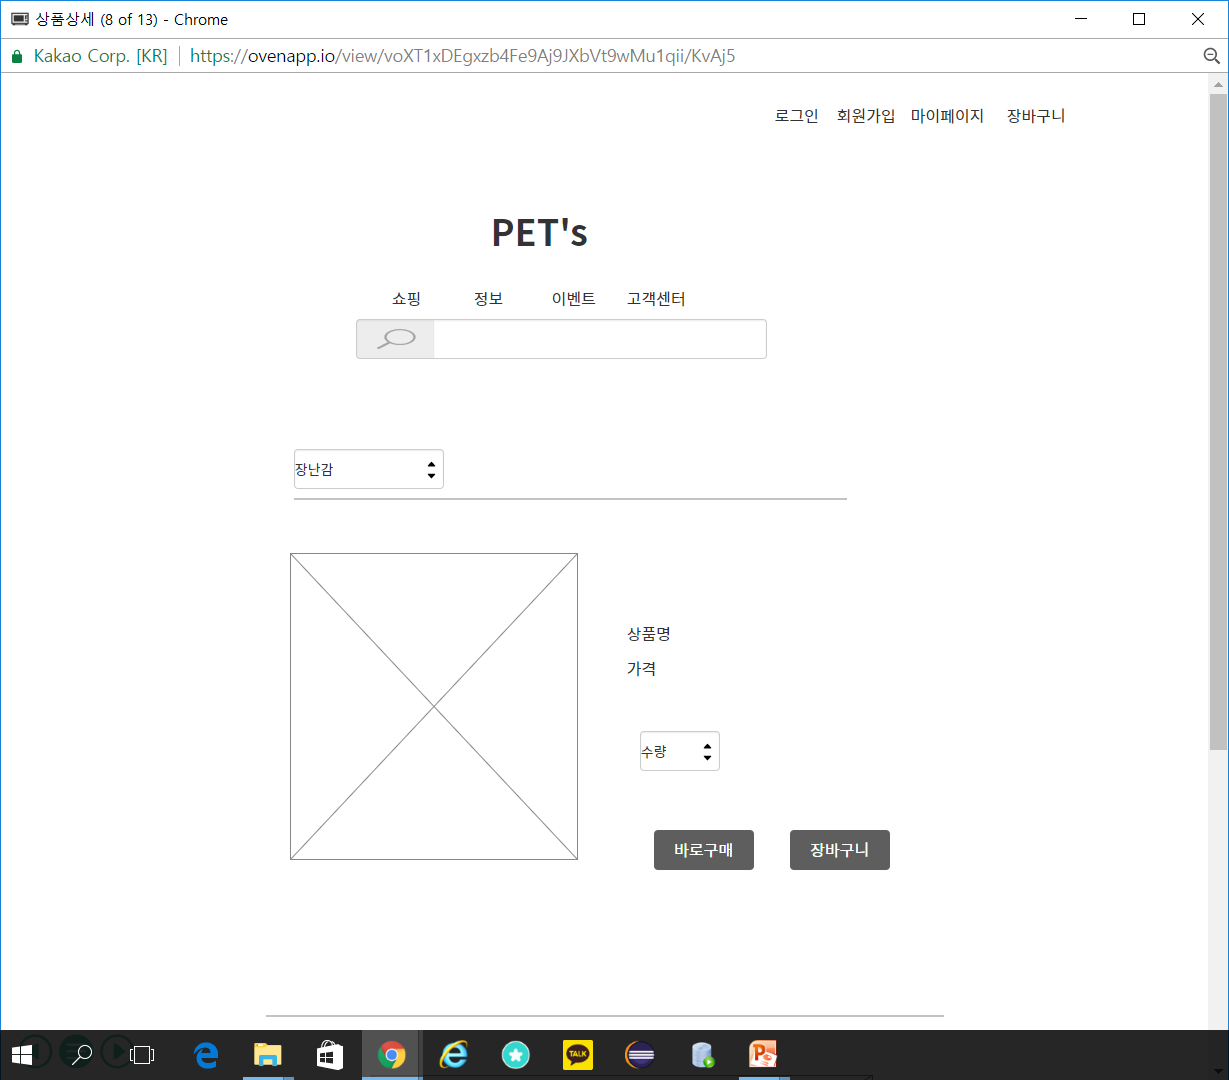 상품상세 (8 of 13) - Chrome
Kakao Corp. [KR] https://ovenapp.io/view/voXT1xDEgxzb4Fe9Aj9JXbVt9wMu1qii/KvAj5
로그인 회원가입 마이페이지 장바구니
PET's
쇼핑 정보 이벤트 고객센터
장난감
상품명
가격
수량
바로구매 장바구니
TALK